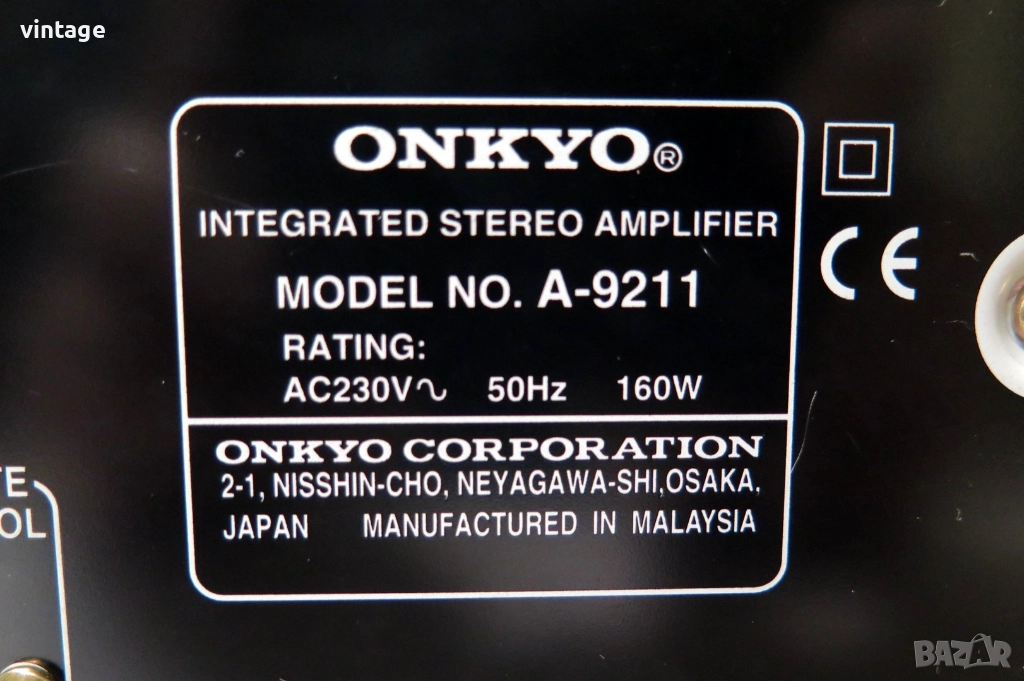 vintage
ONKYO®
INTEGRATED STEREO AMPLIFIER
MODEL NO. A-9211
RATING:
AC230V∿ 50Hz 160W
ONKYO CORPORATION
2-1, NISSHIN-CHO, NEYAGAWA-SHI,OSAKA,
JAPAN MANUFACTURED IN MALAYSIA
CE
BAZAR